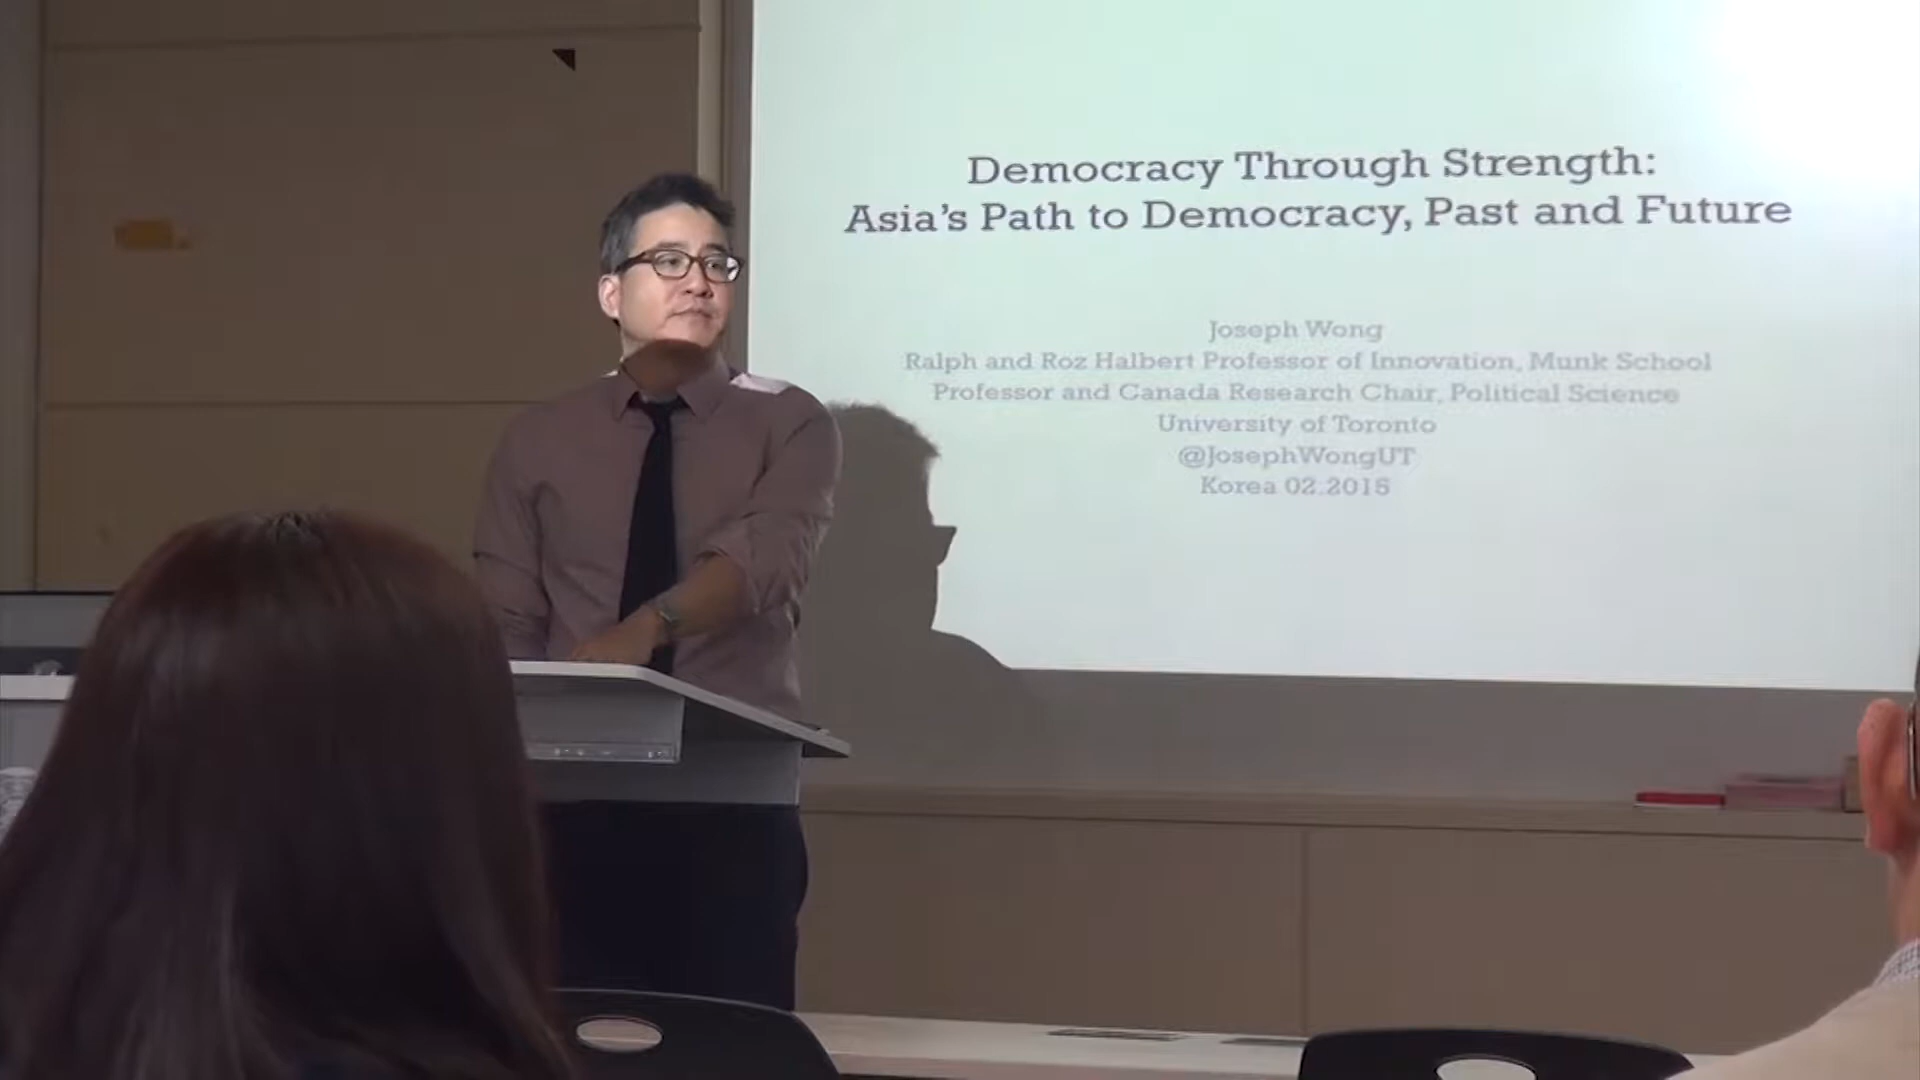 Democracy Through Strength:
Asia's Path to Democracy, Past and Future
Joseph Wong
Ralph and Roz Halbert Professor of Innovation, Munk School
Professor and Canada Research Chair, Political Science
University of Toronto
@JosephWongUT
Korea 02.2015